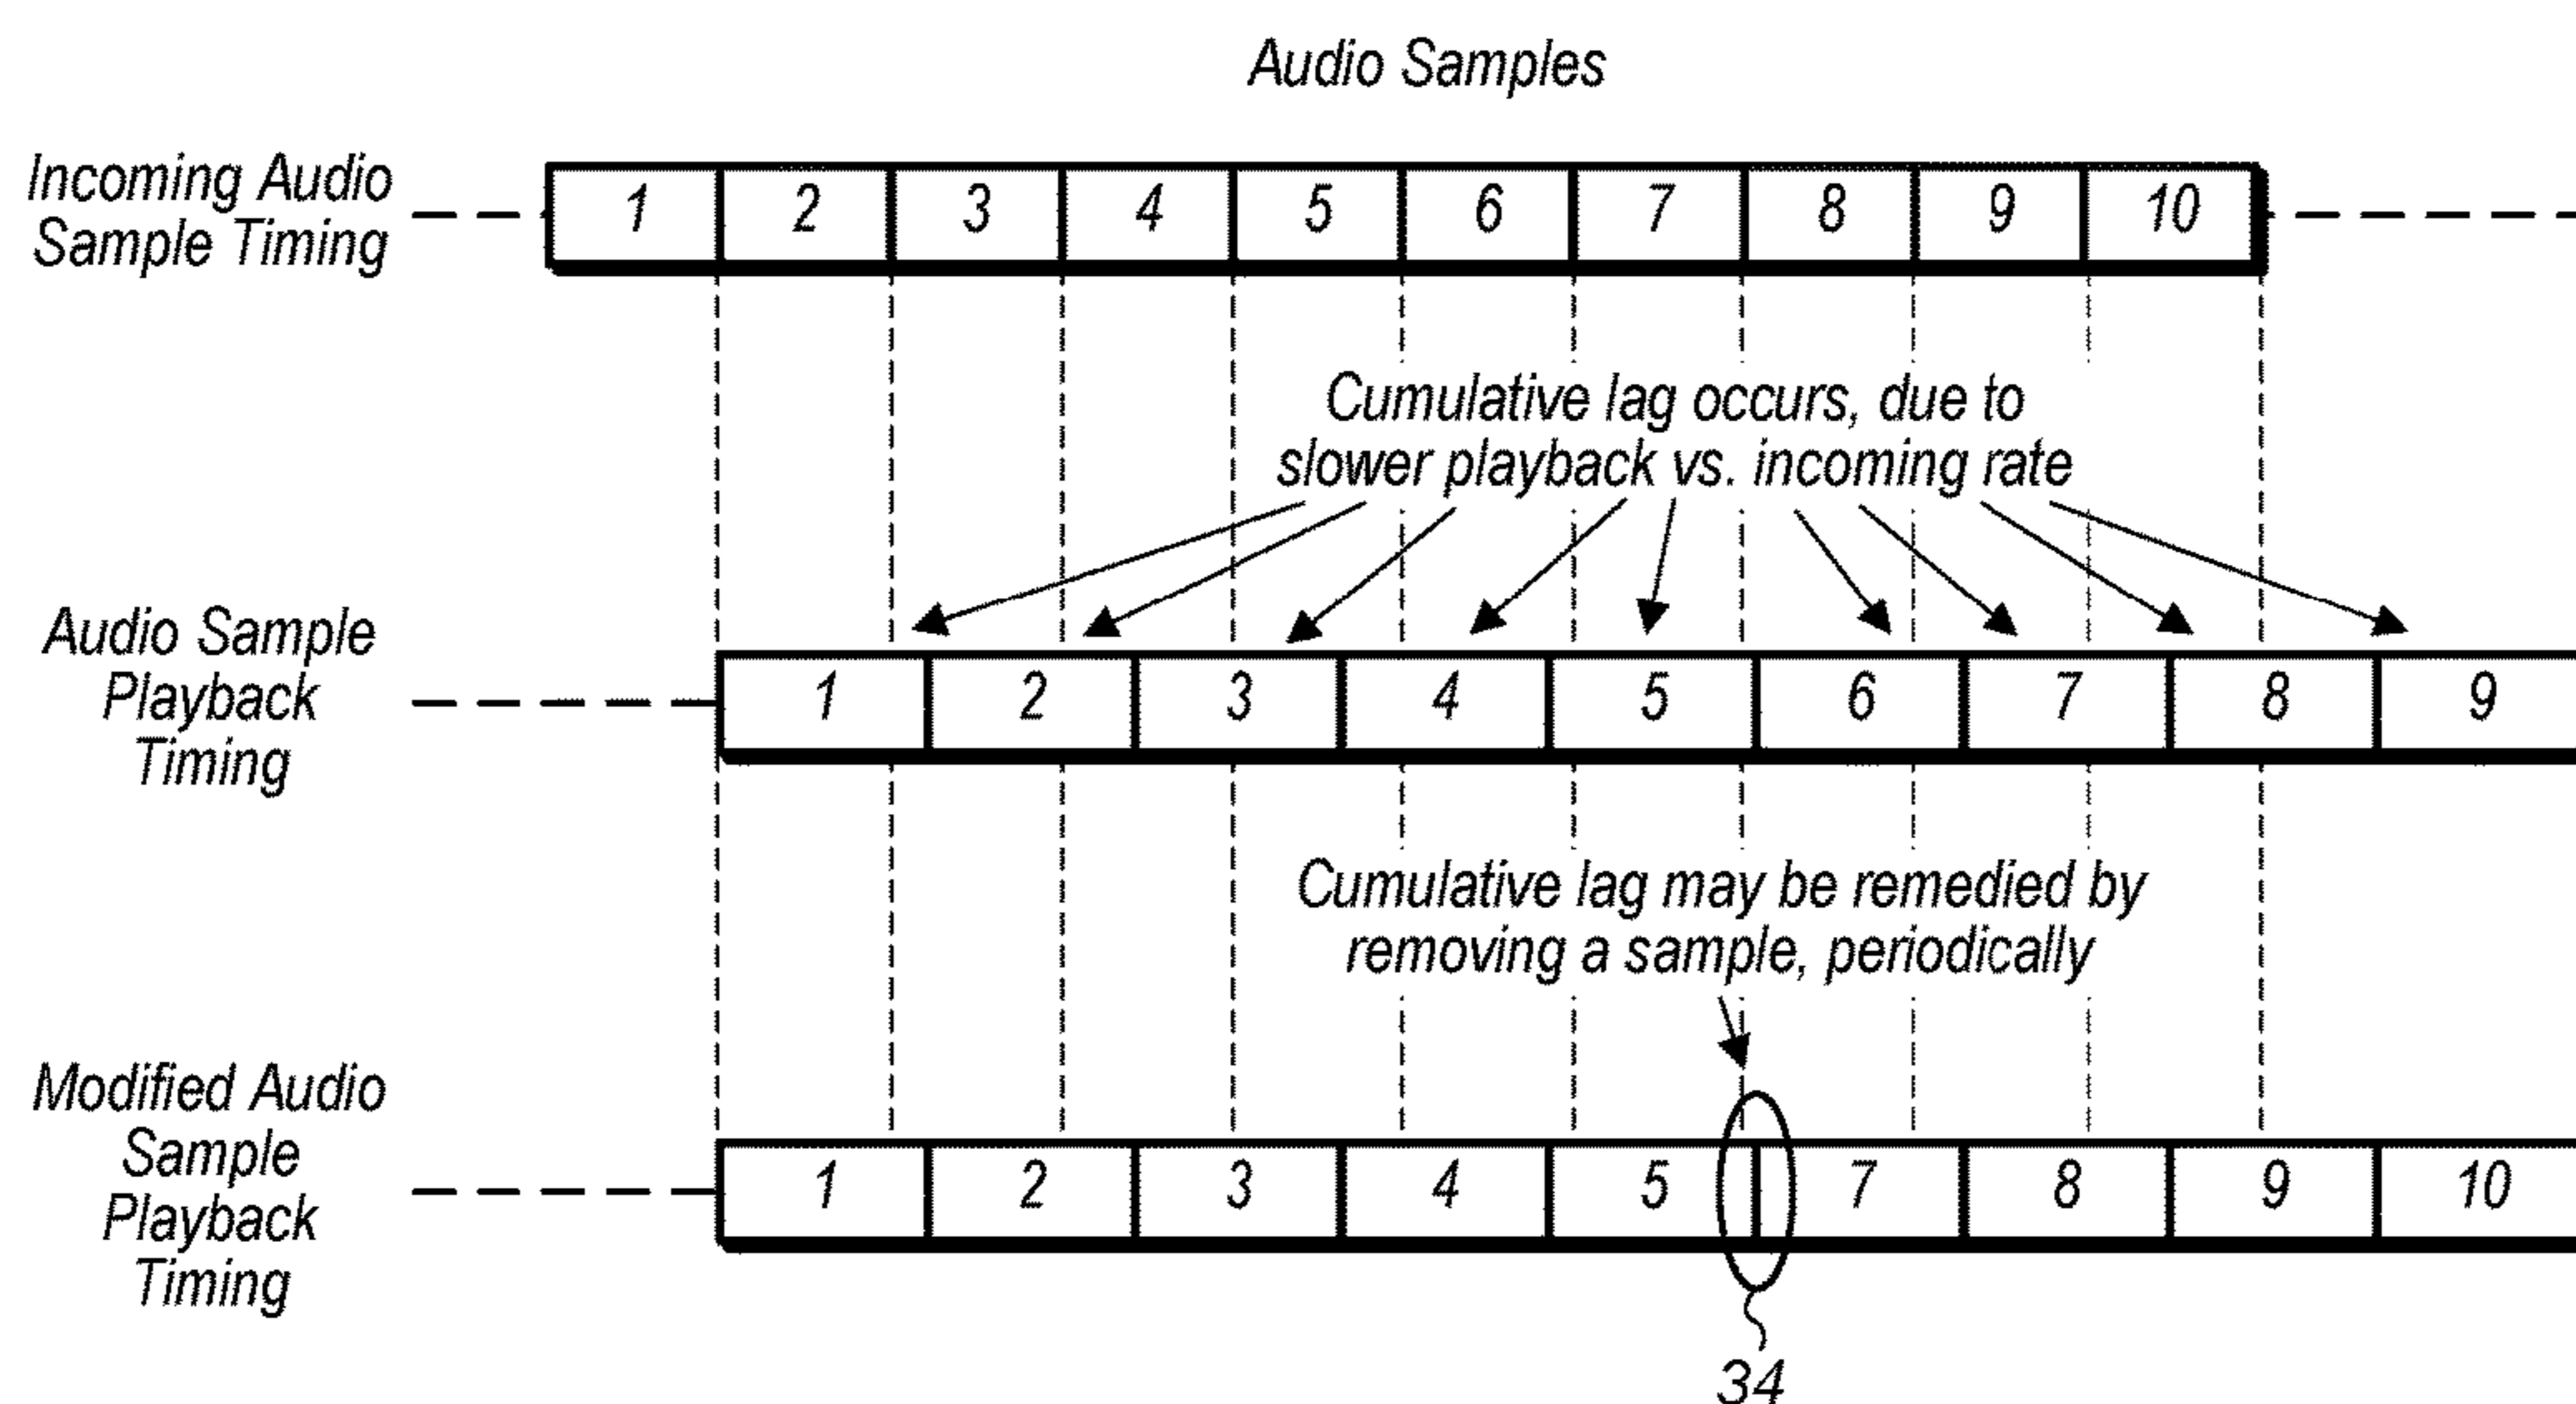 Audio Samples
Incoming Audio
Sample Timing
1 2 3 4 5 6 7 8 9 10
Cumulative lag occurs, due to
slower playback vs. incoming rate
Audio Sample
Playback
Timing
1 2 3 4 5 6 7 8 9
Cumulative lag may be remedied by
removing a sample, periodically
Modified Audio
Sample
Playback
Timing
1 2 3 4 5 7 8 9 10
34